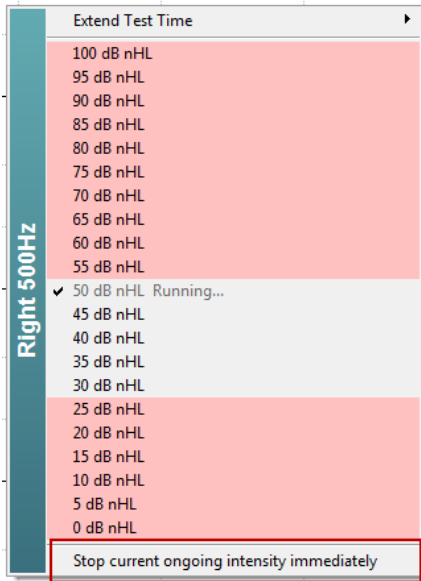 Right 500Hz
Extend Test Time
100 dB nHL
95 dB nHL
90 dB nHL
85 dB nHL
80 dB nHL
75 dB nHL
70 dB nHL
65 dB nHL
60 dB nHL
55 dB nHL
50 dB nHL Running...
45 dB nHL
40 dB nHL
35 dB nHL
30 dB nHL
25 dB nHL
20 dB nHL
15 dB nHL
10 dB nHL
5 dB nHL
0 dB nHL
Stop current ongoing intensity immediately